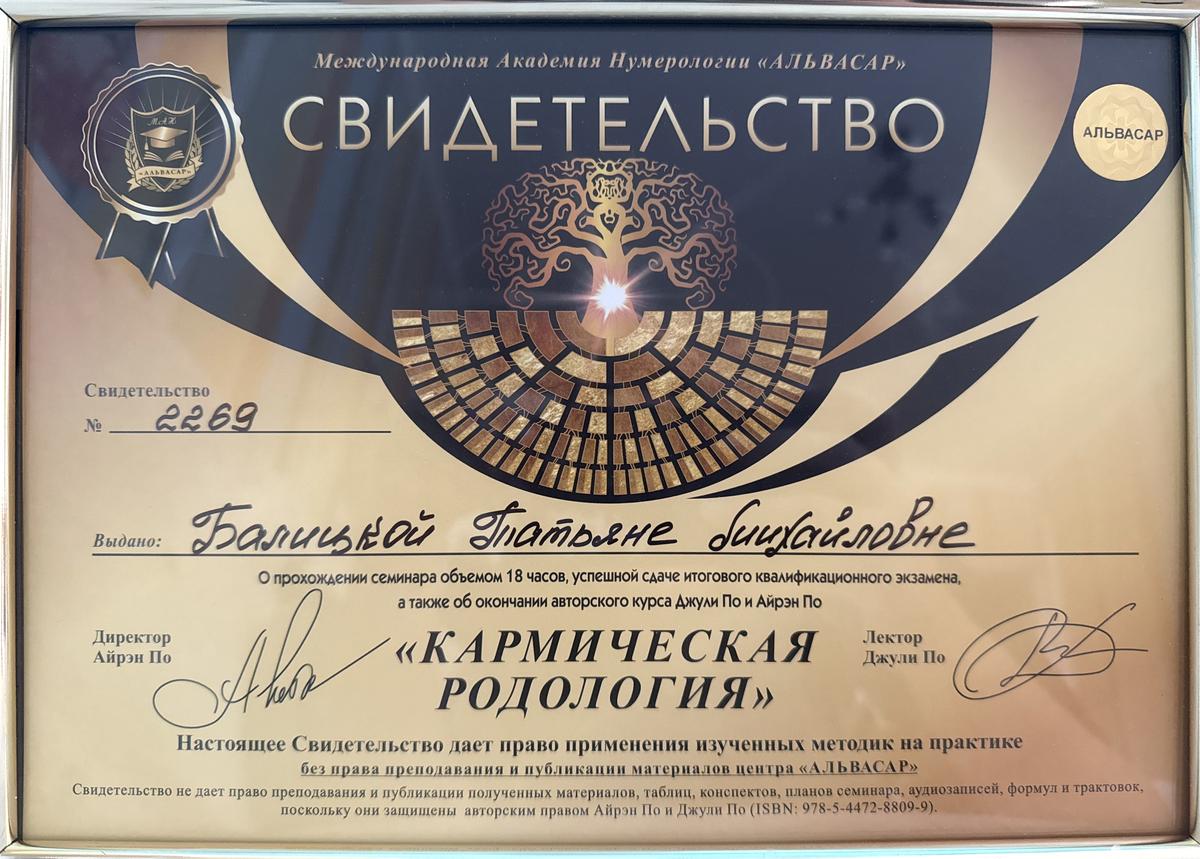 Международная Академия Нумерологии «АЛЬВАСАР»
СВИДЕТЕЛЬСТВО
МАН
«АЛЬВАСАР»
АЛЬВАСАР
Свидетельство
№ 2269
Выдано: Балицкой Татьяне Михайловне
О прохождении семинара объемом 18 часов, успешной сдаче итогового квалификационного экзамена,
а также об окончании авторского курса Джули По и Айрэн По
Директор
Айрэн По
«КАРМИЧЕСКАЯ
РОДОЛОГИЯ»
Лектор
Джули По
Настоящее Свидетельство дает право применения изученных методик на практике
без права преподавания и публикации материалов центра «АЛЬВАСАР»
Свидетельство не дает право преподавания и публикации полученных материалов, таблиц, конспектов, планов семинара, аудиозаписей, формул и трактовок,
поскольку они защищены авторским правом Айрэн По и Джули По (ISBN: 978-5-4472-8809-9).